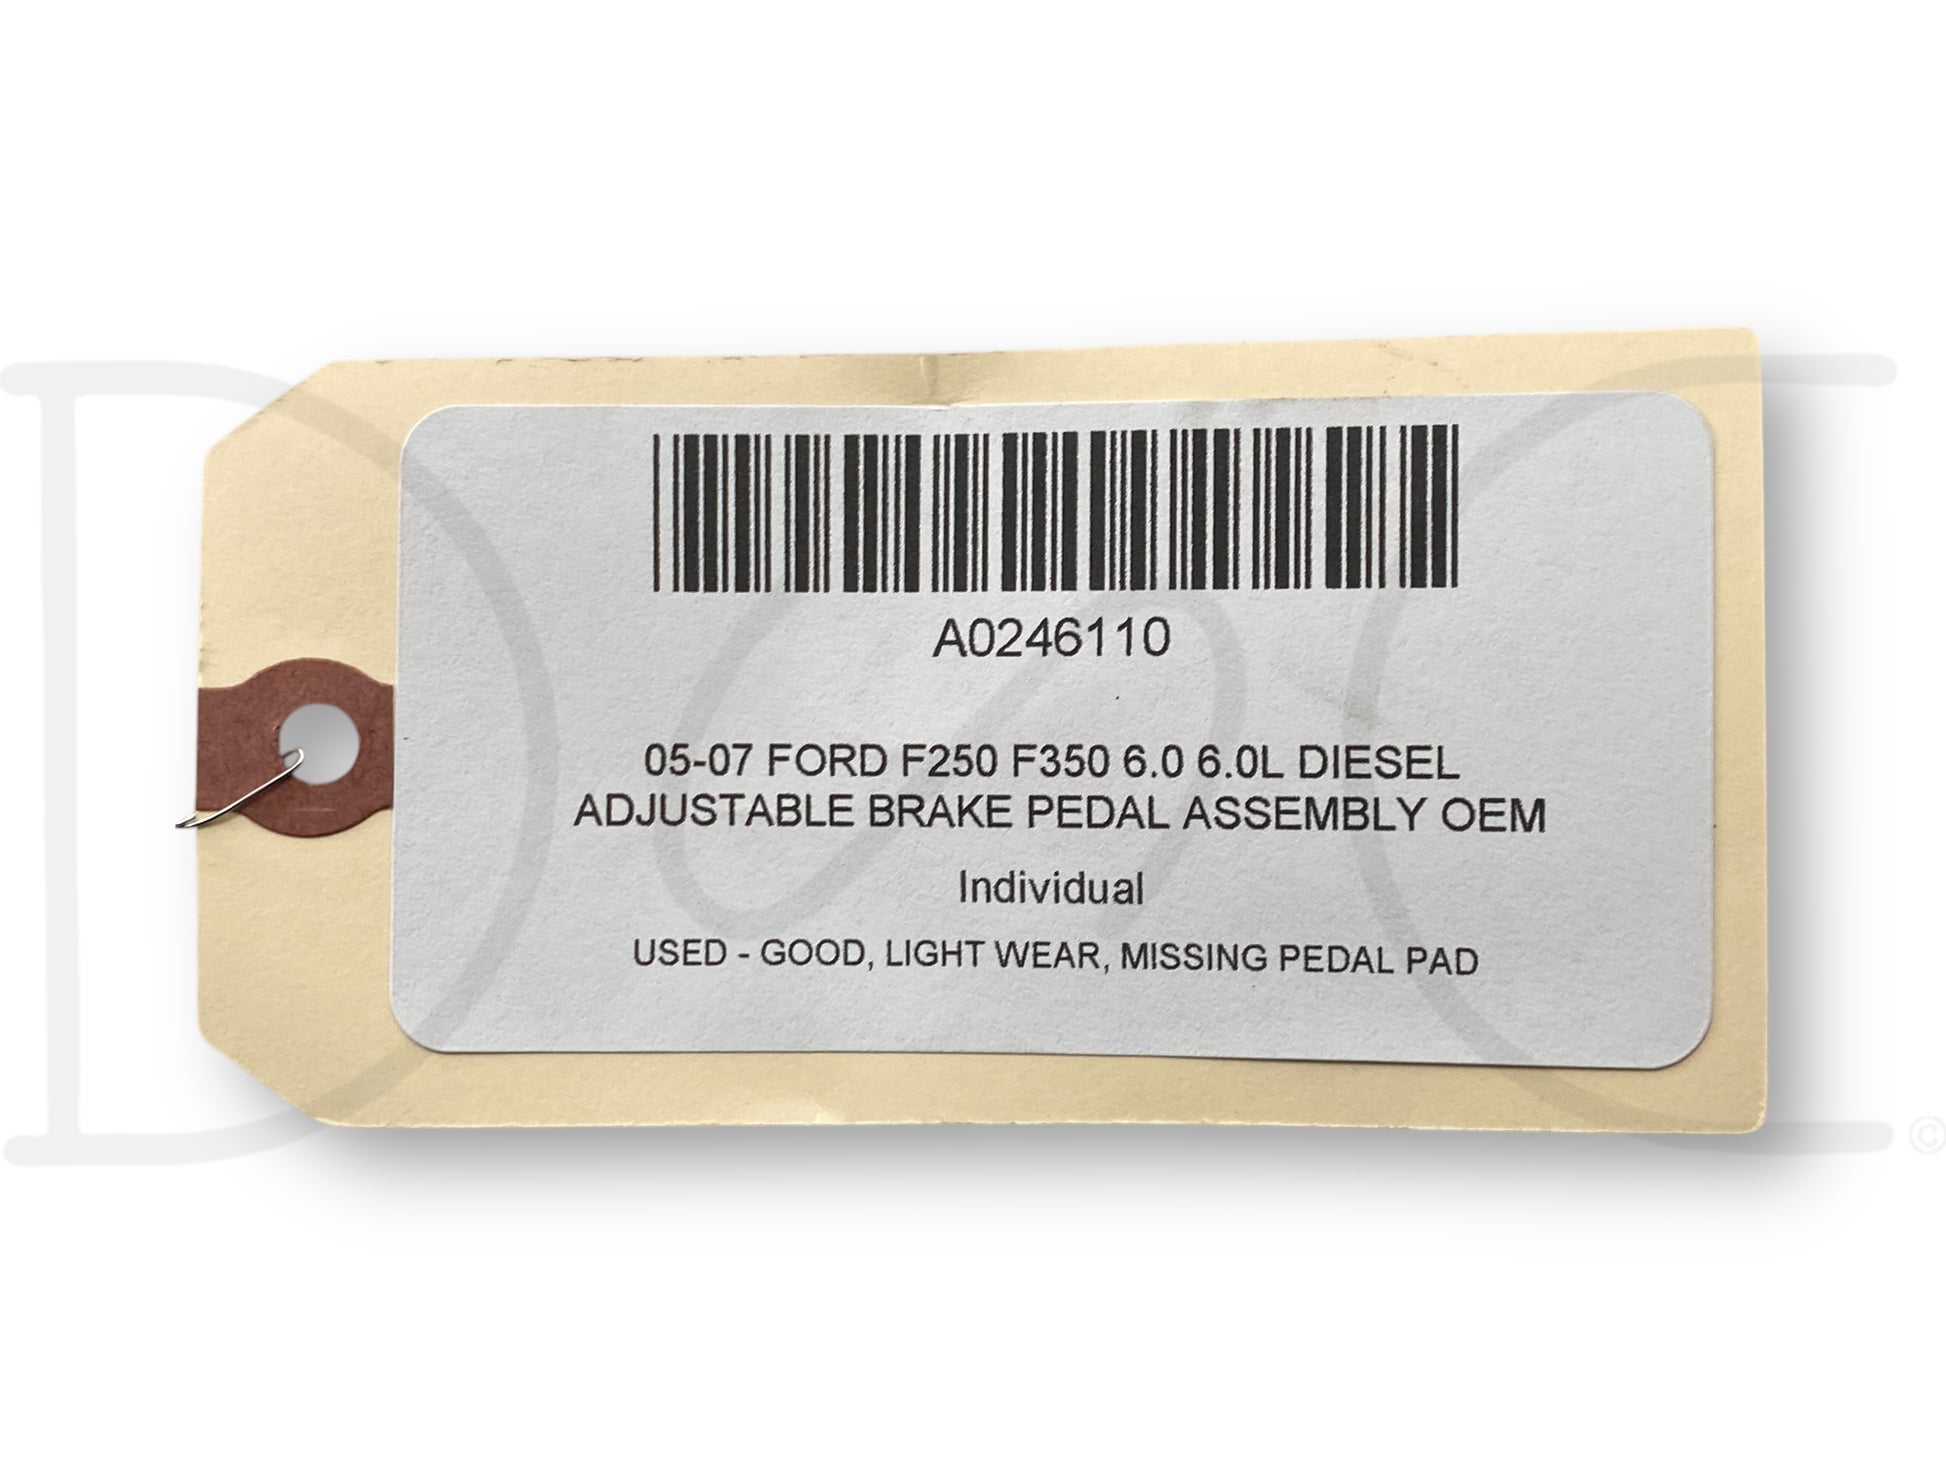 A0246110
05-07 FORD F250 F350 6.0 6.0L DIESEL
ADJUSTABLE BRAKE PEDAL ASSEMBLY OEM
Individual
USED - GOOD, LIGHT WEAR, MISSING PEDAL PAD
©